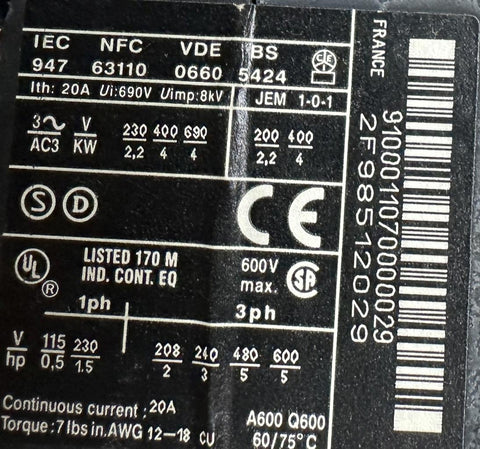 IEC NFC VDE BS
947 63110 0660 5424
Ith: 20A Ui:690V Uimp:8kV JEM 1-0-1
3~ V 230 400 690 200 400
AC3 KW 2,2 4 4 2,2 4
S D CE
UL ® LISTED 170 M 600V SA
IND. CONT. EQ max.
1ph 3ph
V 115 230 208 240 480 600
hp 0,5 1.5 2 3 5 5
Continuous current : 20A A600 Q600
Torque : 7 lbs in. AWG 12-18 CU 60/75°C
FRANCE
9100011070000029
2F98512029